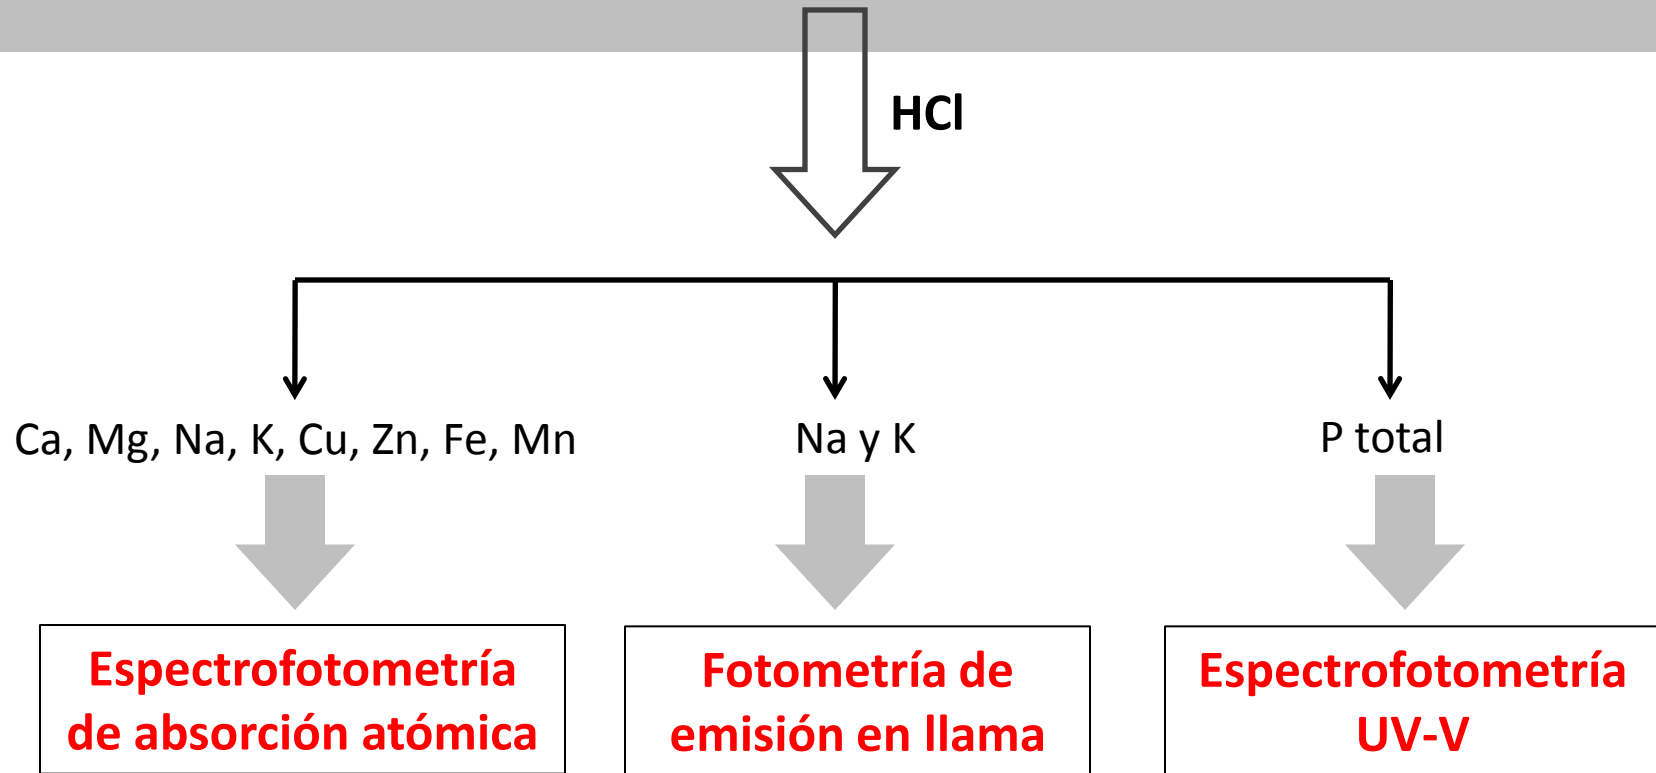 HCl
Ca, Mg, Na, K, Cu, Zn, Fe, Mn
Na y K
P total
Espectrofotometría
de absorción atómica
Fotometría de
emisión en llama
Espectrofotometría
UV-V